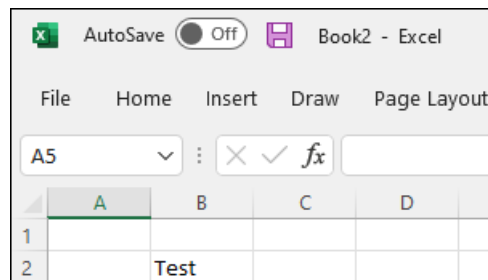 AutoSave Off Book2 - Excel
File Home Insert Draw Page Layout
A5 fx
A B C D
1
2 Test